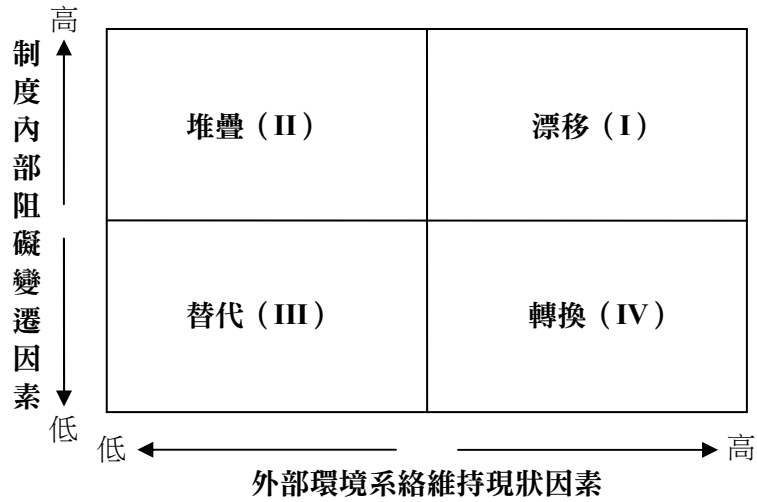 高
制度內部阻礙變遷因素
堆疊（II）
漂移（I）
替代（III）
轉換（IV）
低
低
高
外部環境系絡維持現狀因素